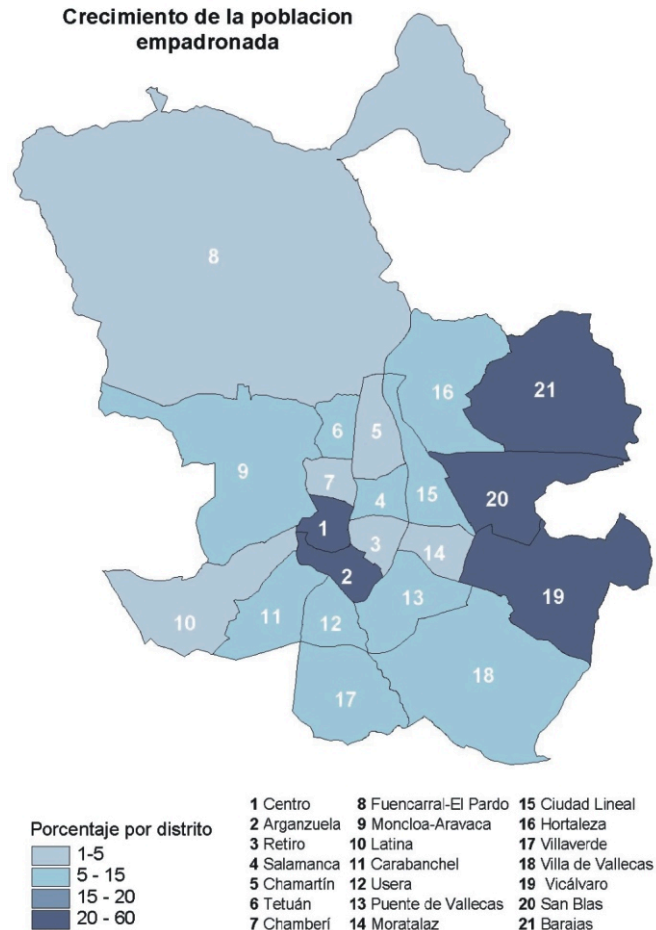 Crecimiento de la poblacion
empadronada
8
21
16
6
5
9
7
20
15
4
1
3
14
2
19
13
10
11
12
18
17
Porcentaje por distrito
1-5
5 - 15
15 - 20
20 - 60
1 Centro
2 Arganzuela
3 Retiro
4 Salamanca
5 Chamartín
6 Tetuán
7 Chamberí
8 Fuencarral-El Pardo
9 Moncloa-Aravaca
10 Latina
11 Carabanchel
12 Usera
13 Puente de Vallecas
14 Moratalaz
15 Ciudad Lineal
16 Hortaleza
17 Villaverde
18 Villa de Vallecas
19 Vicálvaro
20 San Blas
21 Barajas